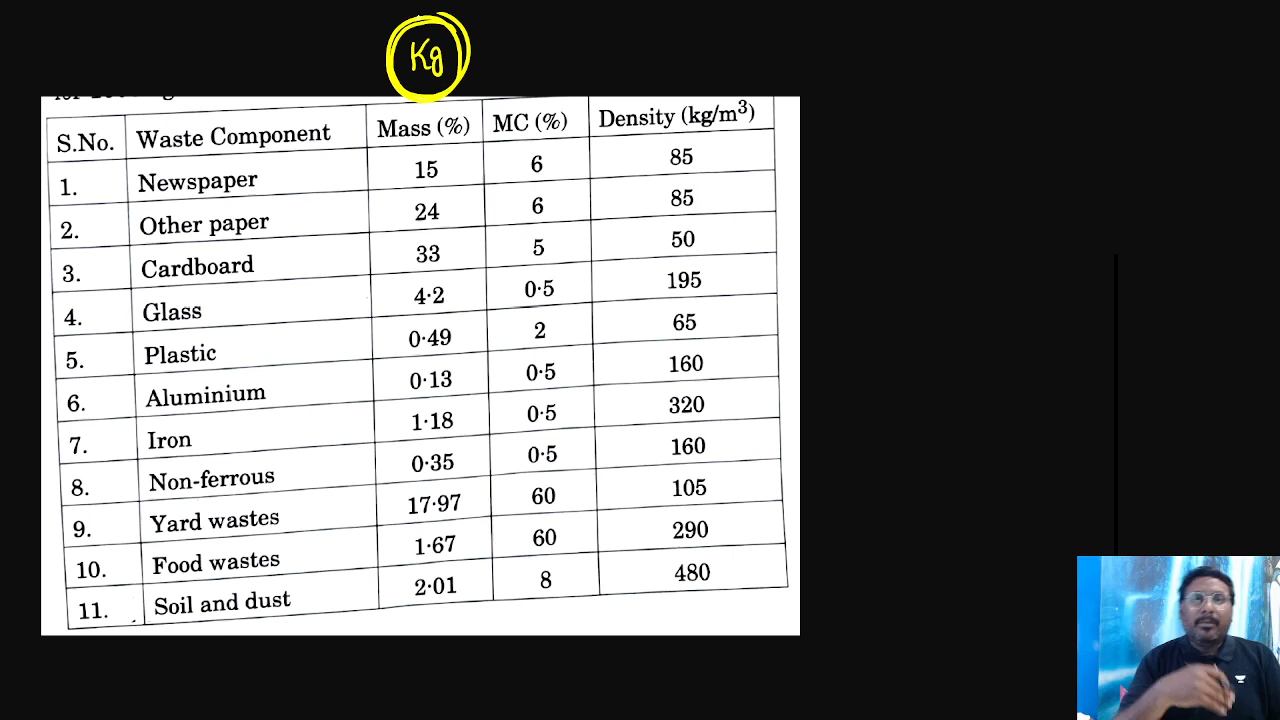 Kg
S.No. Waste Component Mass (%) MC (%) Density (kg/m³)
1. Newspaper 15 6 85
2. Other paper 24 6 85
3. Cardboard 33 5 50
4. Glass 4·2 0·5 195
5. Plastic 0·49 2 65
6. Aluminium 0·13 0·5 160
7. Iron 1·18 0·5 320
8. Non-ferrous 0·35 0·5 160
9. Yard wastes 17·97 60 105
10. Food wastes 1·67 60 290
11. Soil and dust 2·01 8 480